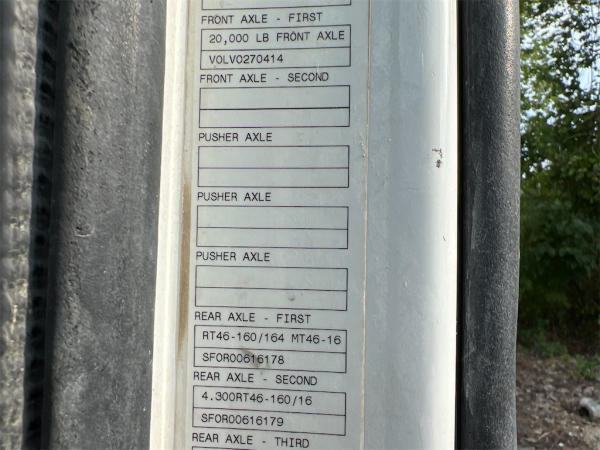 FRONT AXLE - FIRST
20,000 LB FRONT AXLE
VOLVO270414
FRONT AXLE - SECOND
PUSHER AXLE
PUSHER AXLE
PUSHER AXLE
REAR AXLE - FIRST
RT46-160/164 MT46-16
SFOR00616178
REAR AXLE - SECOND
4.300RT46-160/16
SFOR00616179
REAR AXLE - THIRD